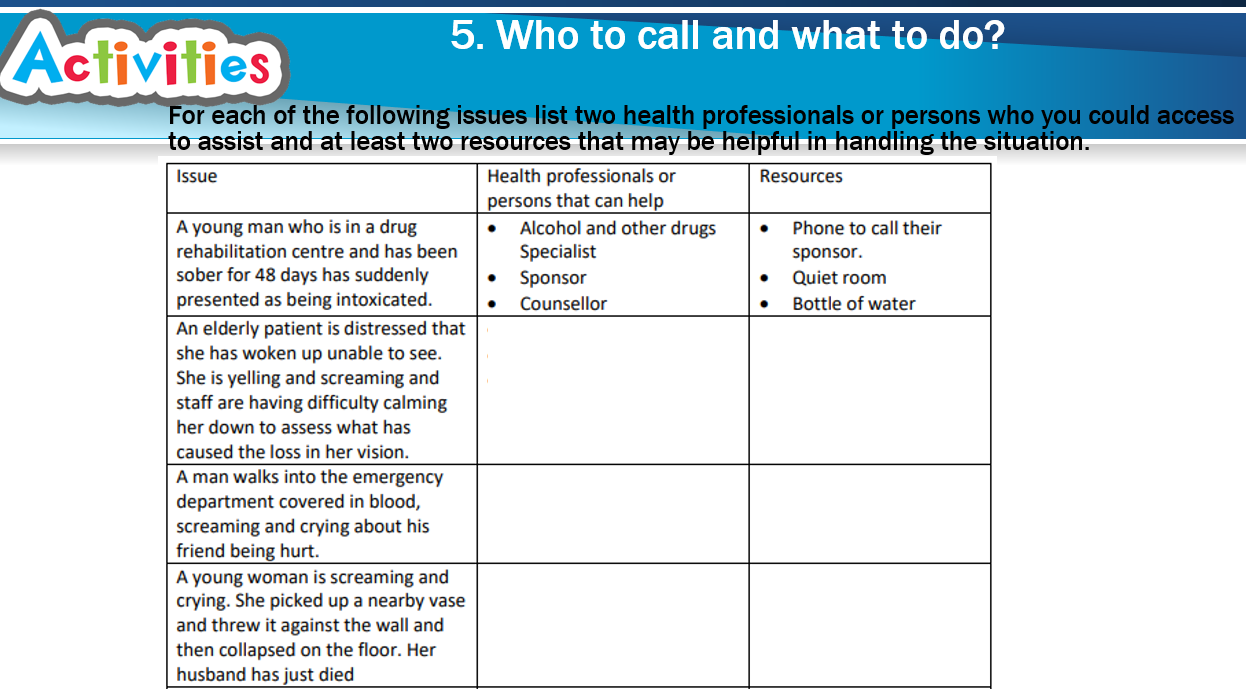 Activities
5. Who to call and what to do?
For each of the following issues list two health professionals or persons who you could access
to assist and at least two resources that may be helpful in handling the situation.
Issue
Health professionals or
persons that can help
Resources
A young man who is in a drug
rehabilitation centre and has been
sober for 48 days has suddenly
presented as being intoxicated.
• Alcohol and other drugs
Specialist
• Sponsor
• Counsellor
• Phone to call their
sponsor.
• Quiet room
• Bottle of water
An elderly patient is distressed that
she has woken up unable to see.
She is yelling and screaming and
staff are having difficulty calming
her down to assess what has
caused the loss in her vision.
A man walks into the emergency
department covered in blood,
screaming and crying about his
friend being hurt.
A young woman is screaming and
crying. She picked up a nearby vase
and threw it against the wall and
then collapsed on the floor. Her
husband has just died